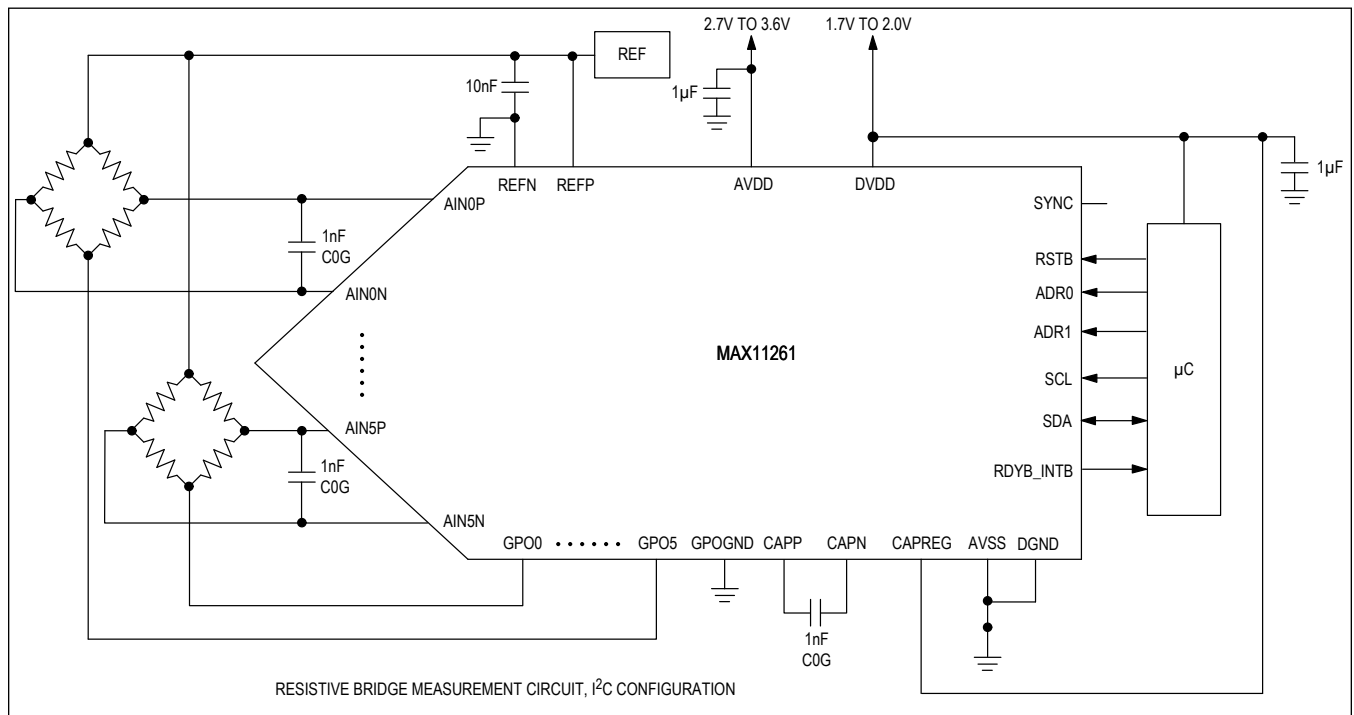 2.7V TO 3.6V
1.7V TO 2.0V
REF
10nF
1µF
1µF
REFN
REFP
AVDD
DVDD
SYNC
AIN0P
1nF
C0G
AIN0N
RSTB
ADR0
ADR1
MAX11261
µC
SCL
SDA
AIN5P
1nF
C0G
RDYB_INTB
AIN5N
GPO0
GPO5
GPOGND
CAPP
CAPN
CAPREG
AVSS
DGND
1nF
C0G
RESISTIVE BRIDGE MEASUREMENT CIRCUIT, I²C CONFIGURATION